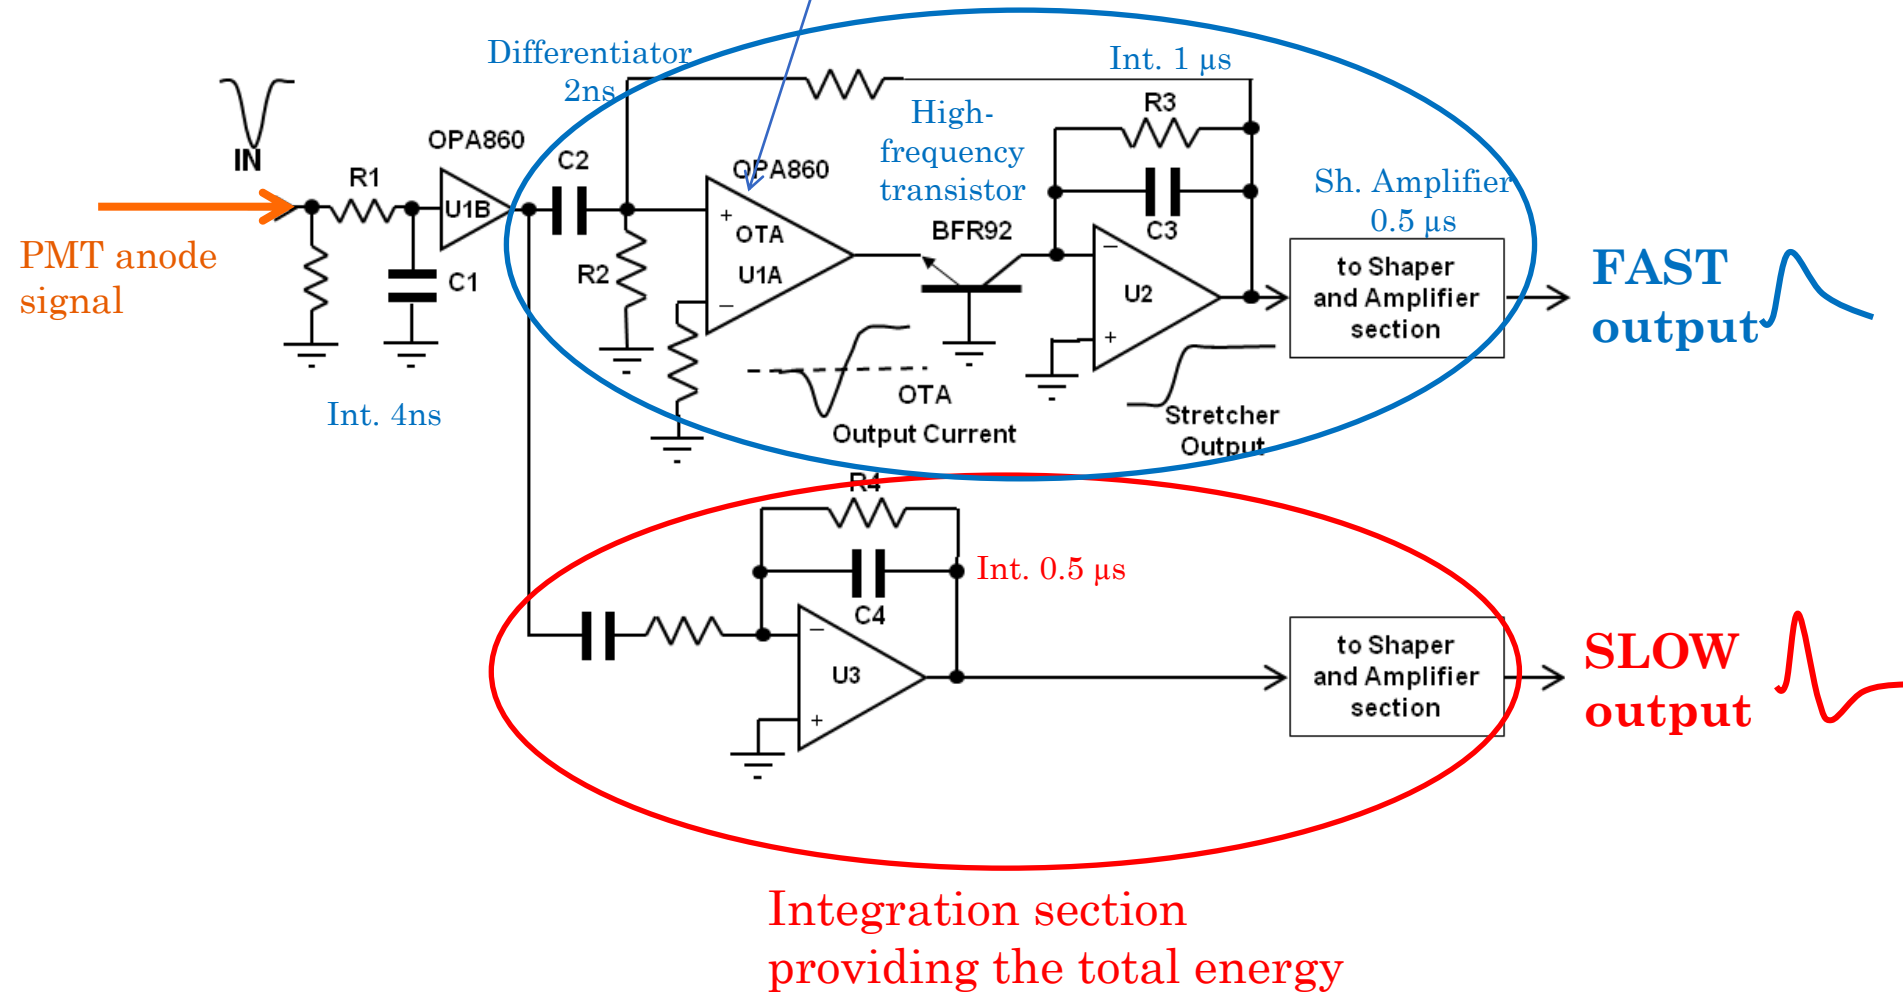 Differentiator
2ns
Int. 1 µs
R3
High-
frequency
transistor
OPA860
IN
C2
OPA860
R1
Sh. Amplifier
0.5 µs
U1B
+
OTA
U1A
–
BFR92
C3
R2
PMT anode
signal
C1
–
U2
+
to Shaper
and Amplifier
section
FAST
output
Int. 4ns
OTA
Output Current
Stretcher
Output
R4
Int. 0.5 µs
C4
–
U3
+
to Shaper
and Amplifier
section
SLOW
output
Integration section
providing the total energy